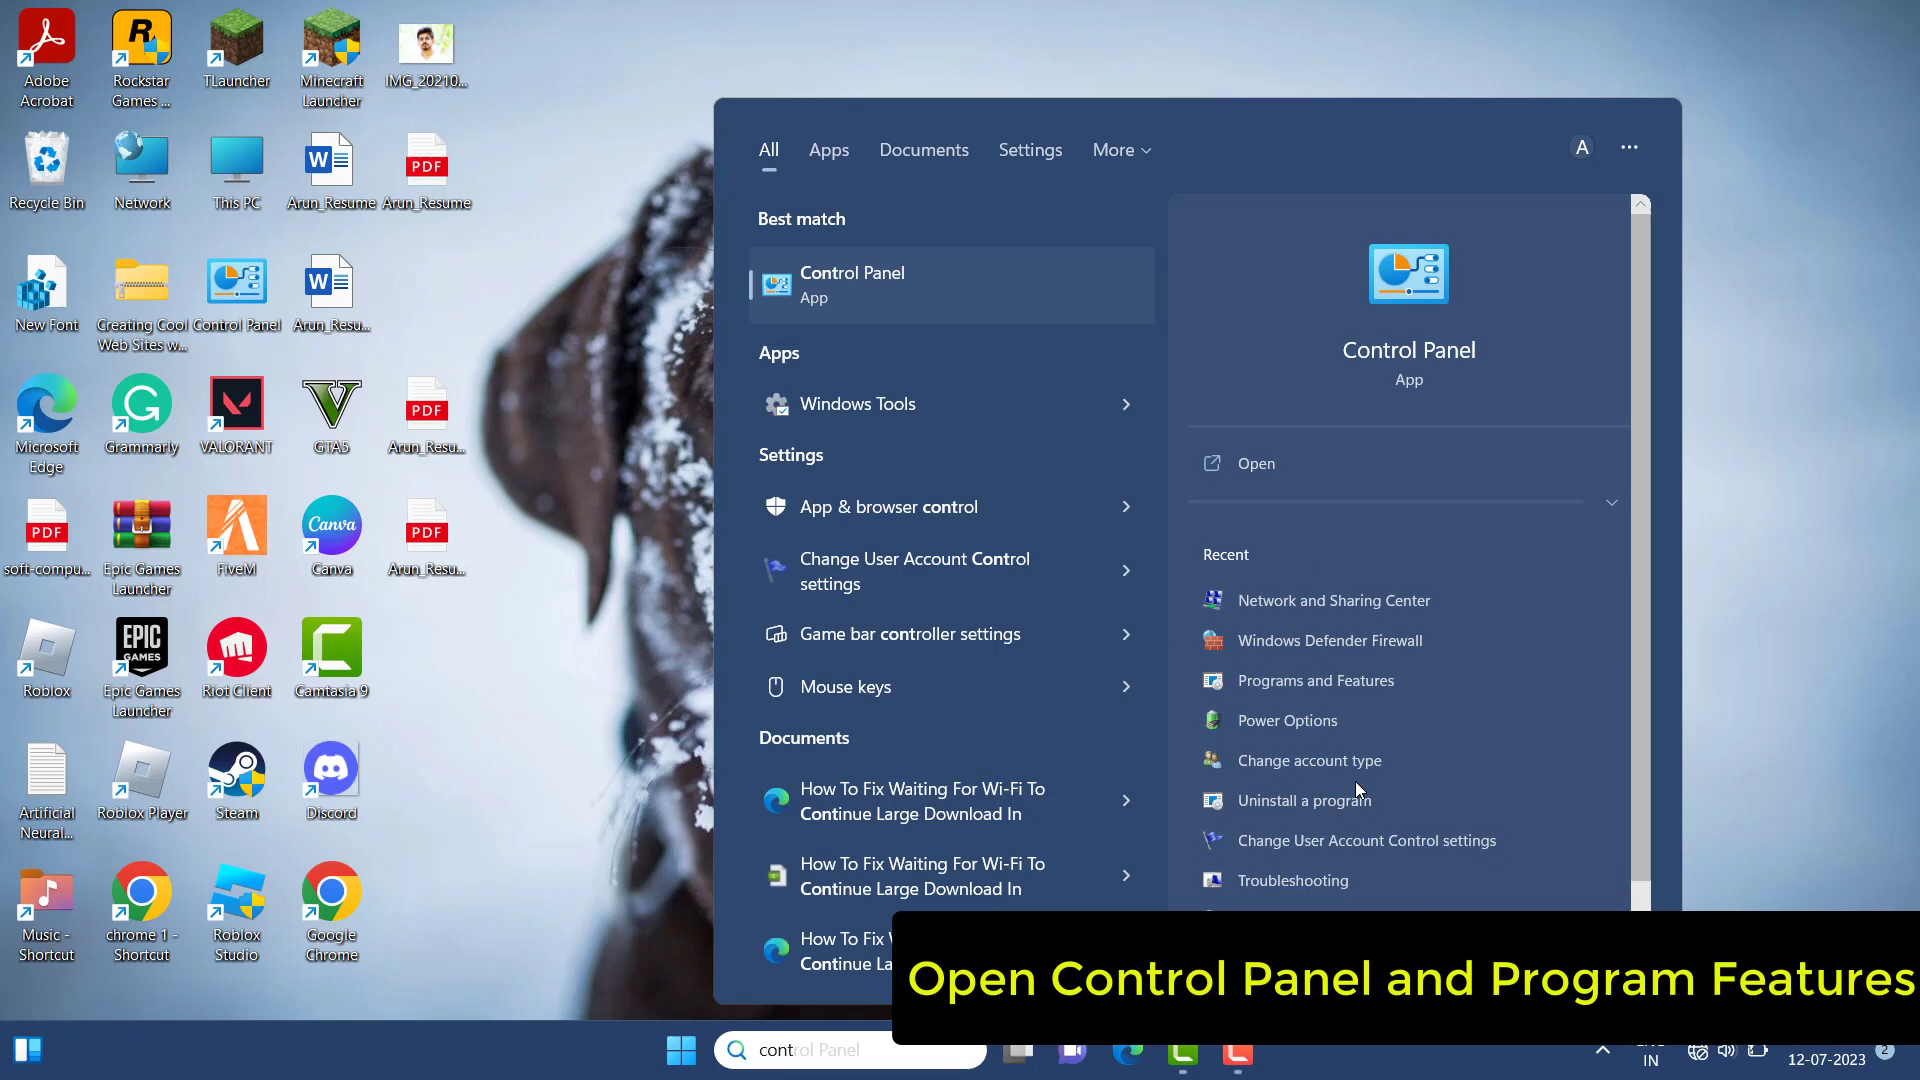 Adobe
Acrobat
Rockstar
Games ...
TLauncher
Minecraft
Launcher
IMG_20210...
Recycle Bin
Network
This PC
Arun_Resume
Arun_Resume
PDF
New Font
Creating Cool
Web Sites w...
Control Panel
Arun_Resu...
Microsoft
Edge
Grammarly
VALORANT
GTA5
PDF
Arun_Resu...
PDF
soft-compu...
Epic Games
Launcher
FiveM
Canva
Canva
PDF
Arun_Resu...
Roblox
EPIC
GAMES
Epic Games
Launcher
Riot Client
Camtasia 9
Artificial
Neural...
Roblox Player
Steam
Discord
Music -
Shortcut
chrome 1 -
Shortcut
Roblox
Studio
Google
Chrome
All
Apps
Documents
Settings
More
A
Best match
Control Panel
App
Apps
Windows Tools
Settings
App & browser control
Change User Account Control
settings
Game bar controller settings
Mouse keys
Documents
How To Fix Waiting For Wi-Fi To
Continue Large Download In
How To Fix Waiting For Wi-Fi To
Continue Large Download In
How To Fix
Control Panel
App
Open
Recent
Network and Sharing Center
Windows Defender Firewall
Programs and Features
Power Options
Change account type
Uninstall a program
Change User Account Control settings
Troubleshooting
Open Control Panel and Program Features
control Panel
IN
12-07-2023
2